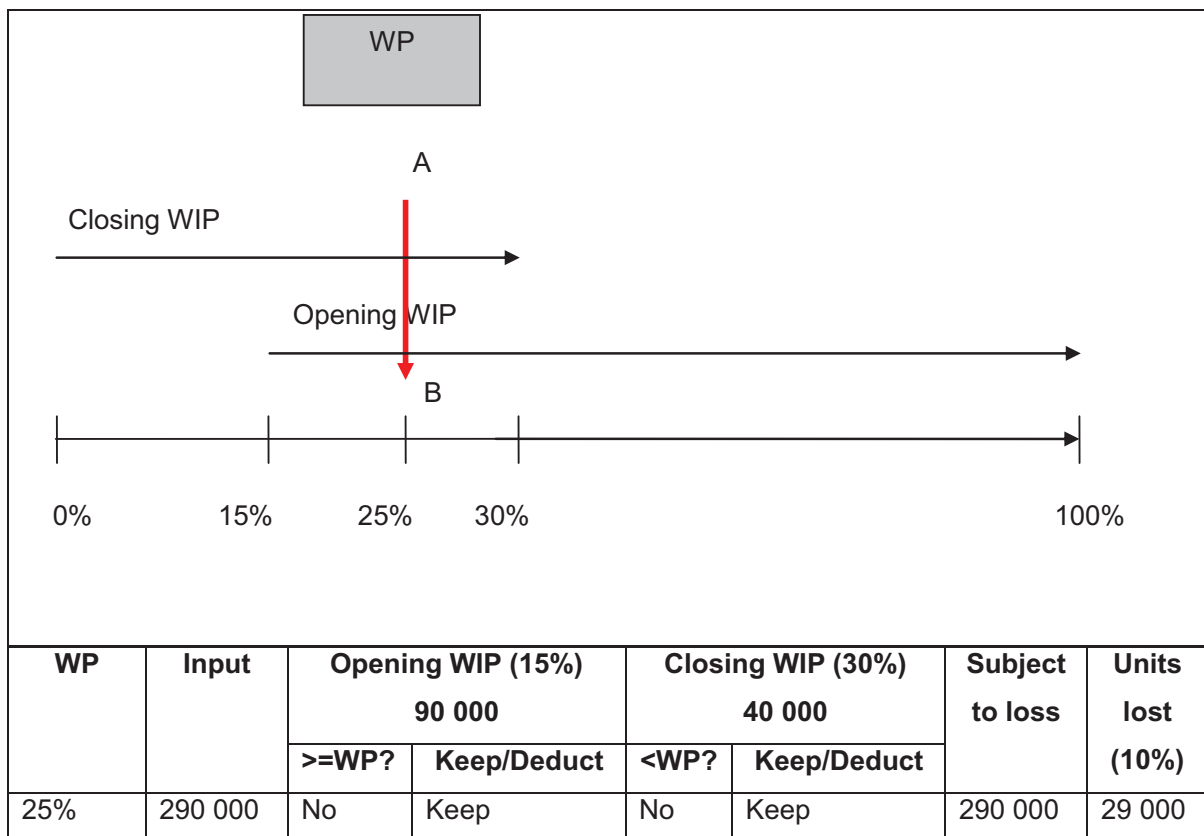 WP
A
Closing WIP
Opening WIP
B
0% 15% 25% 30% 100%
WP Input Opening WIP (15%) Closing WIP (30%) Subject Units
90 000 40 000 to loss lost
>=WP? Keep/Deduct <WP? Keep/Deduct (10%)
25% 290 000 No Keep No Keep 290 000 29 000